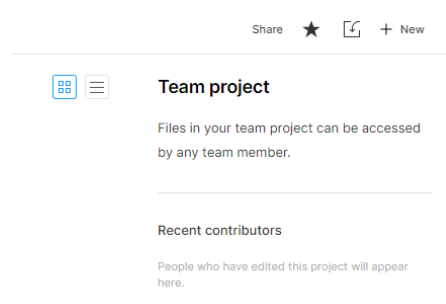 Share
New
Team project
Files in your team project can be accessed
by any team member.
Recent contributors
People who have edited this project will appear
here.